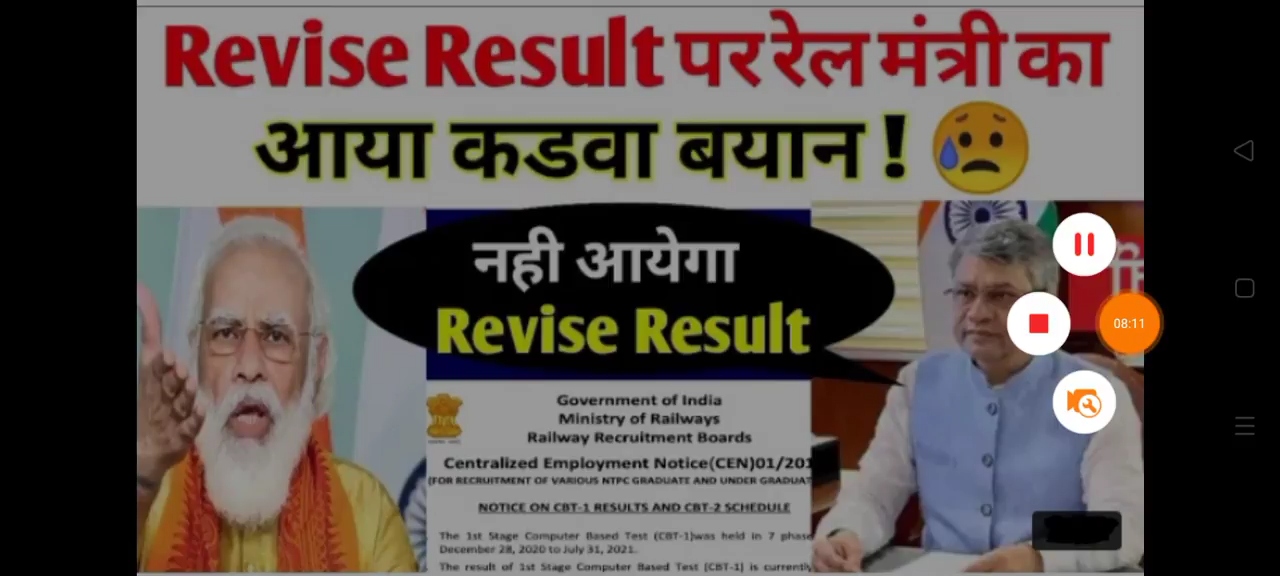 Revise Result पर रेल मंत्री का
आया कडवा बयान !
नही आयेगा
Revise Result
Government of India
Ministry of Railways
Railway Recruitment Boards
Centralized Employment Notice(CEN)01/201
(FOR RECRUITMENT OF VARIOUS NTPC GRADUATE AND UNDER GRADUAT
NOTICE ON CBT-1 RESULTS AND CBT-2 SCHEDULE
The 1st Stage Computer Based Test (CBT-1)was held in 7 phase
December 28, 2020 to July 31, 2021.
The result of 1st Stage Computer Based Test (CBT-1) is currently
08:11